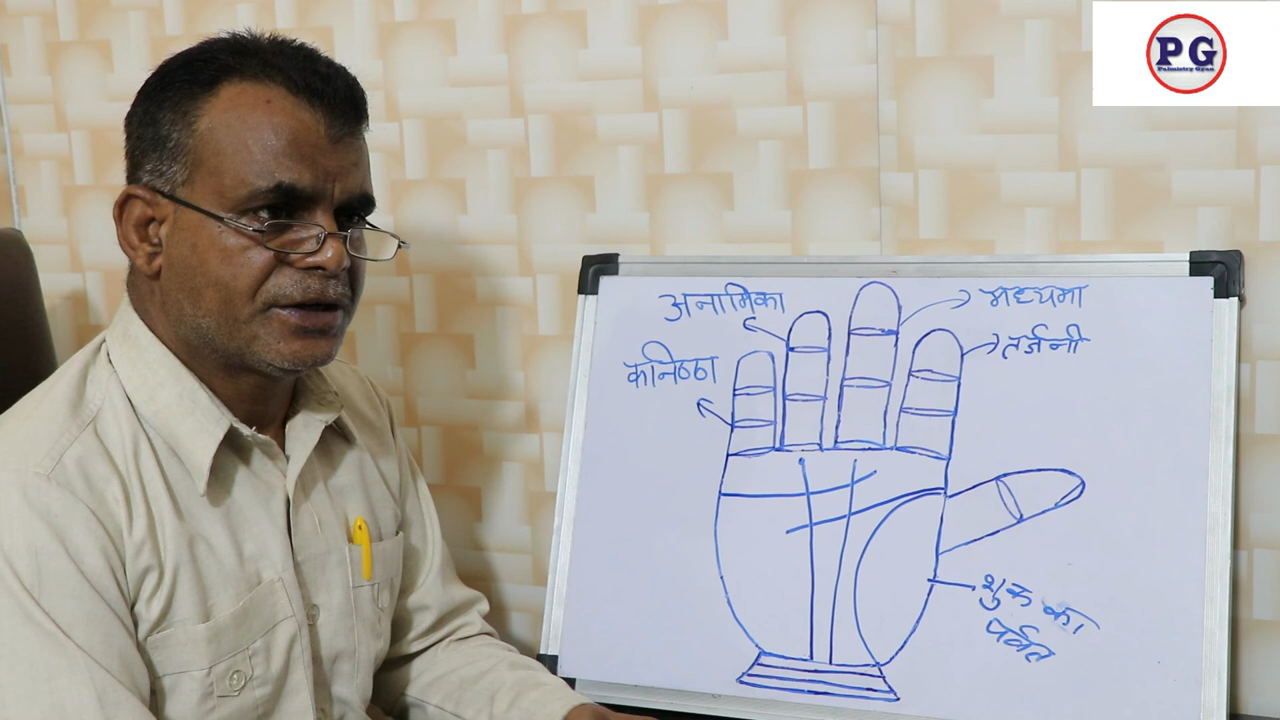 PG
Palmistry Gyan
अनामिका
मध्यमा
तर्जनी
कनिष्ठा
शुक्र का
पर्वत